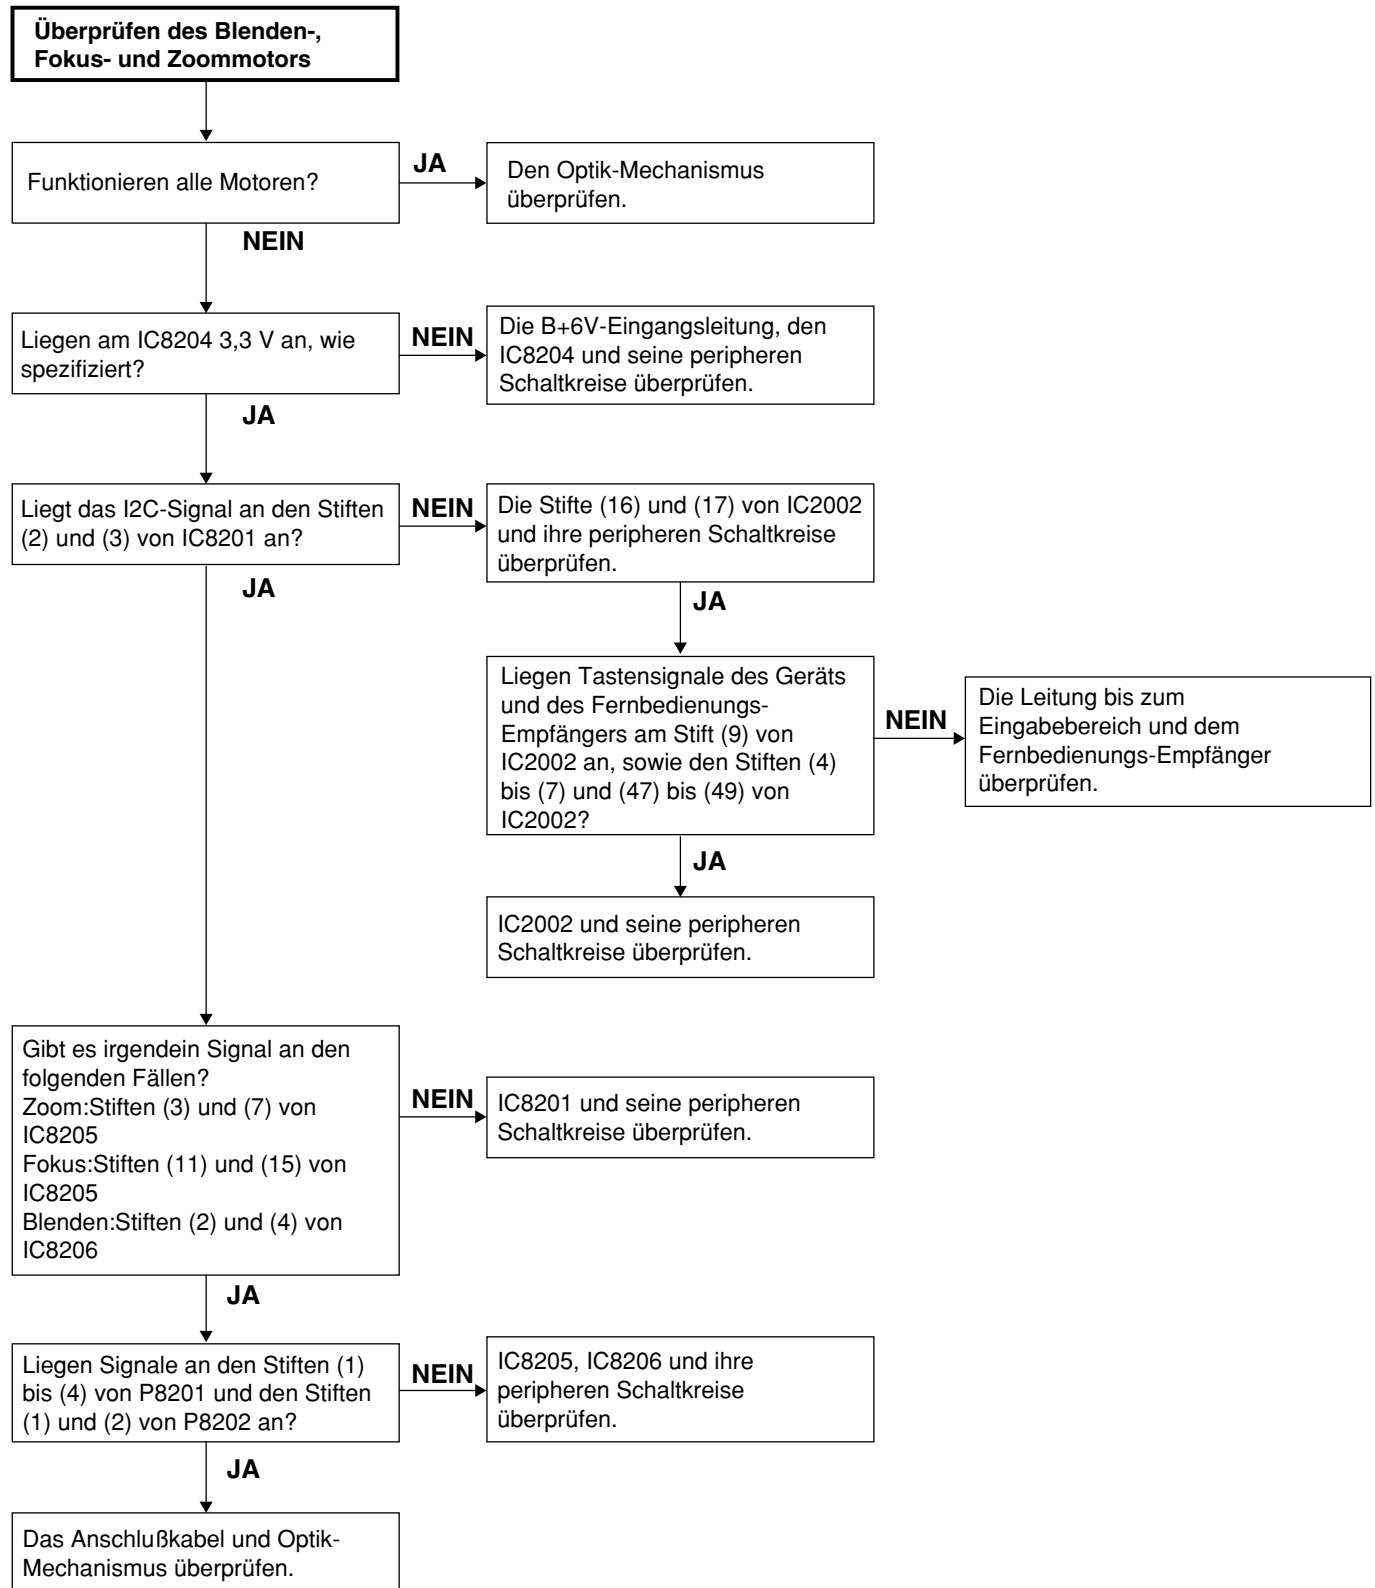 Überprüfen des Blenden-,
Fokus- und Zoommotors
Funktionieren alle Motoren?
JA
Den Optik-Mechanismus
überprüfen.
NEIN
Liegen am IC8204 3,3 V an, wie
spezifiziert?
NEIN
Die B+6V-Eingangsleitung, den
IC8204 und seine peripheren
Schaltkreise überprüfen.
JA
Liegt das I2C-Signal an den Stiften
(2) und (3) von IC8201 an?
NEIN
Die Stifte (16) und (17) von IC2002
und ihre peripheren Schaltkreise
überprüfen.
JA
JA
Liegen Tastensignale des Geräts
und des Fernbedienungs-
Empfängers am Stift (9) von
IC2002 an, sowie den Stiften (4)
bis (7) und (47) bis (49) von
IC2002?
NEIN
Die Leitung bis zum
Eingabebereich und dem
Fernbedienungs-Empfänger
überprüfen.
JA
IC2002 und seine peripheren
Schaltkreise überprüfen.
Gibt es irgendein Signal an den
folgenden Fällen?
Zoom:Stiften (3) und (7) von
IC8205
Fokus:Stiften (11) und (15) von
IC8205
Blenden:Stiften (2) und (4) von
IC8206
NEIN
IC8201 und seine peripheren
Schaltkreise überprüfen.
JA
Liegen Signale an den Stiften (1)
bis (4) von P8201 und den Stiften
(1) und (2) von P8202 an?
NEIN
IC8205, IC8206 und ihre
peripheren Schaltkreise
überprüfen.
JA
Das Anschlußkabel und Optik-
Mechanismus überprüfen.